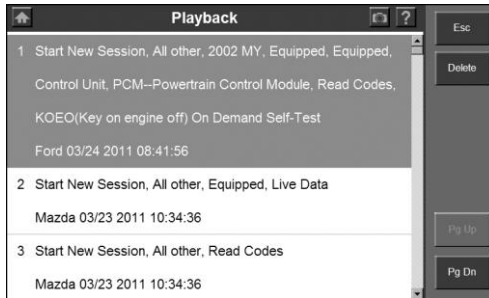 Playback
?
Esc
Delete
1 Start New Session, All other, 2002 MY, Equipped, Equipped,
Control Unit, PCM--Powertrain Control Module, Read Codes,
KOEO(Key on engine off) On Demand Self-Test
Ford 03/24 2011 08:41:56
2 Start New Session, All other, Equipped, Live Data
Mazda 03/23 2011 10:34:36
3 Start New Session, All other, Read Codes
Mazda 03/23 2011 10:34:36
Pg Up
Pg Dn